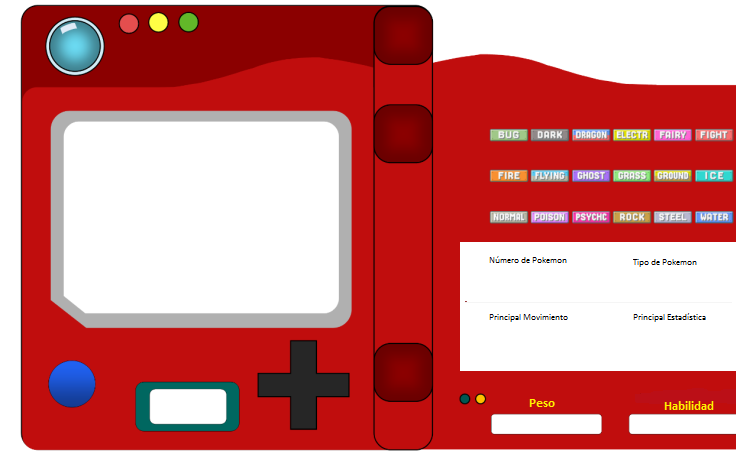 BUG DARK DRAGON ELECTR FAIRY FIGHT
FIRE FLYING GHOST GRASS GROUND ICE
NORMAL POISON PSYCHC ROCK STEEL WATER
Número de Pokemon Tipo de Pokemon
Principal Movimiento Principal Estadística
Peso Habilidad